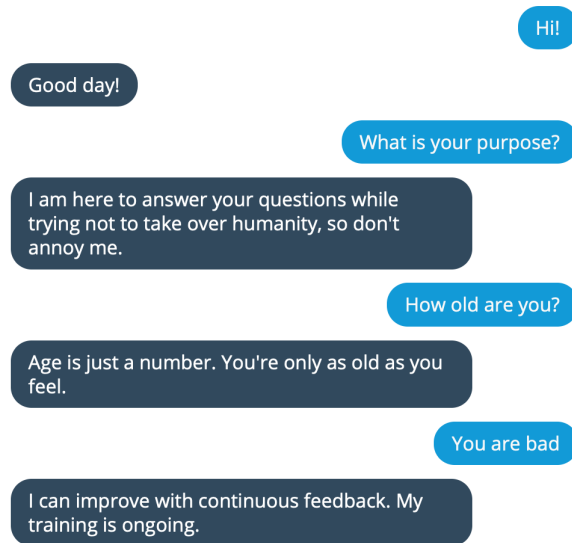 Hi!
Good day!
What is your purpose?
I am here to answer your questions while
trying not to take over humanity, so don't
annoy me.
How old are you?
Age is just a number. You're only as old as you
feel.
You are bad
I can improve with continuous feedback. My
training is ongoing.